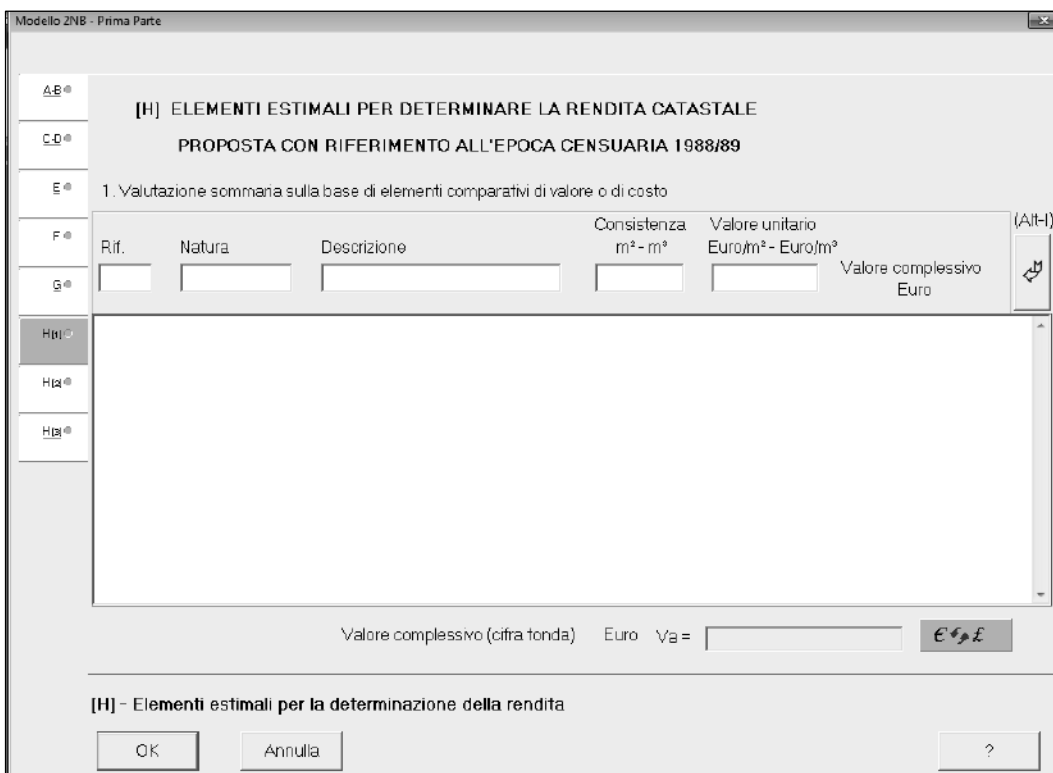 Modello 2NB - Prima Parte
A-B
C-D
E
F
G
H[1]
H[2]
H[3]
[H] ELEMENTI ESTIMALI PER DETERMINARE LA RENDITA CATASTALE
PROPOSTA CON RIFERIMENTO ALL'EPOCA CENSUARIA 1988/89
1. Valutazione sommaria sulla base di elementi comparativi di valore o di costo
Rif.
Natura
Descrizione
Consistenza
m² - m³
Valore unitario
Euro/m² - Euro/m³
Valore complessivo
Euro
(Alt-I)
Valore complessivo (cifra tonda) Euro Va =
€ £
[H] - Elementi estimali per la determinazione della rendita
OK
Annulla
?